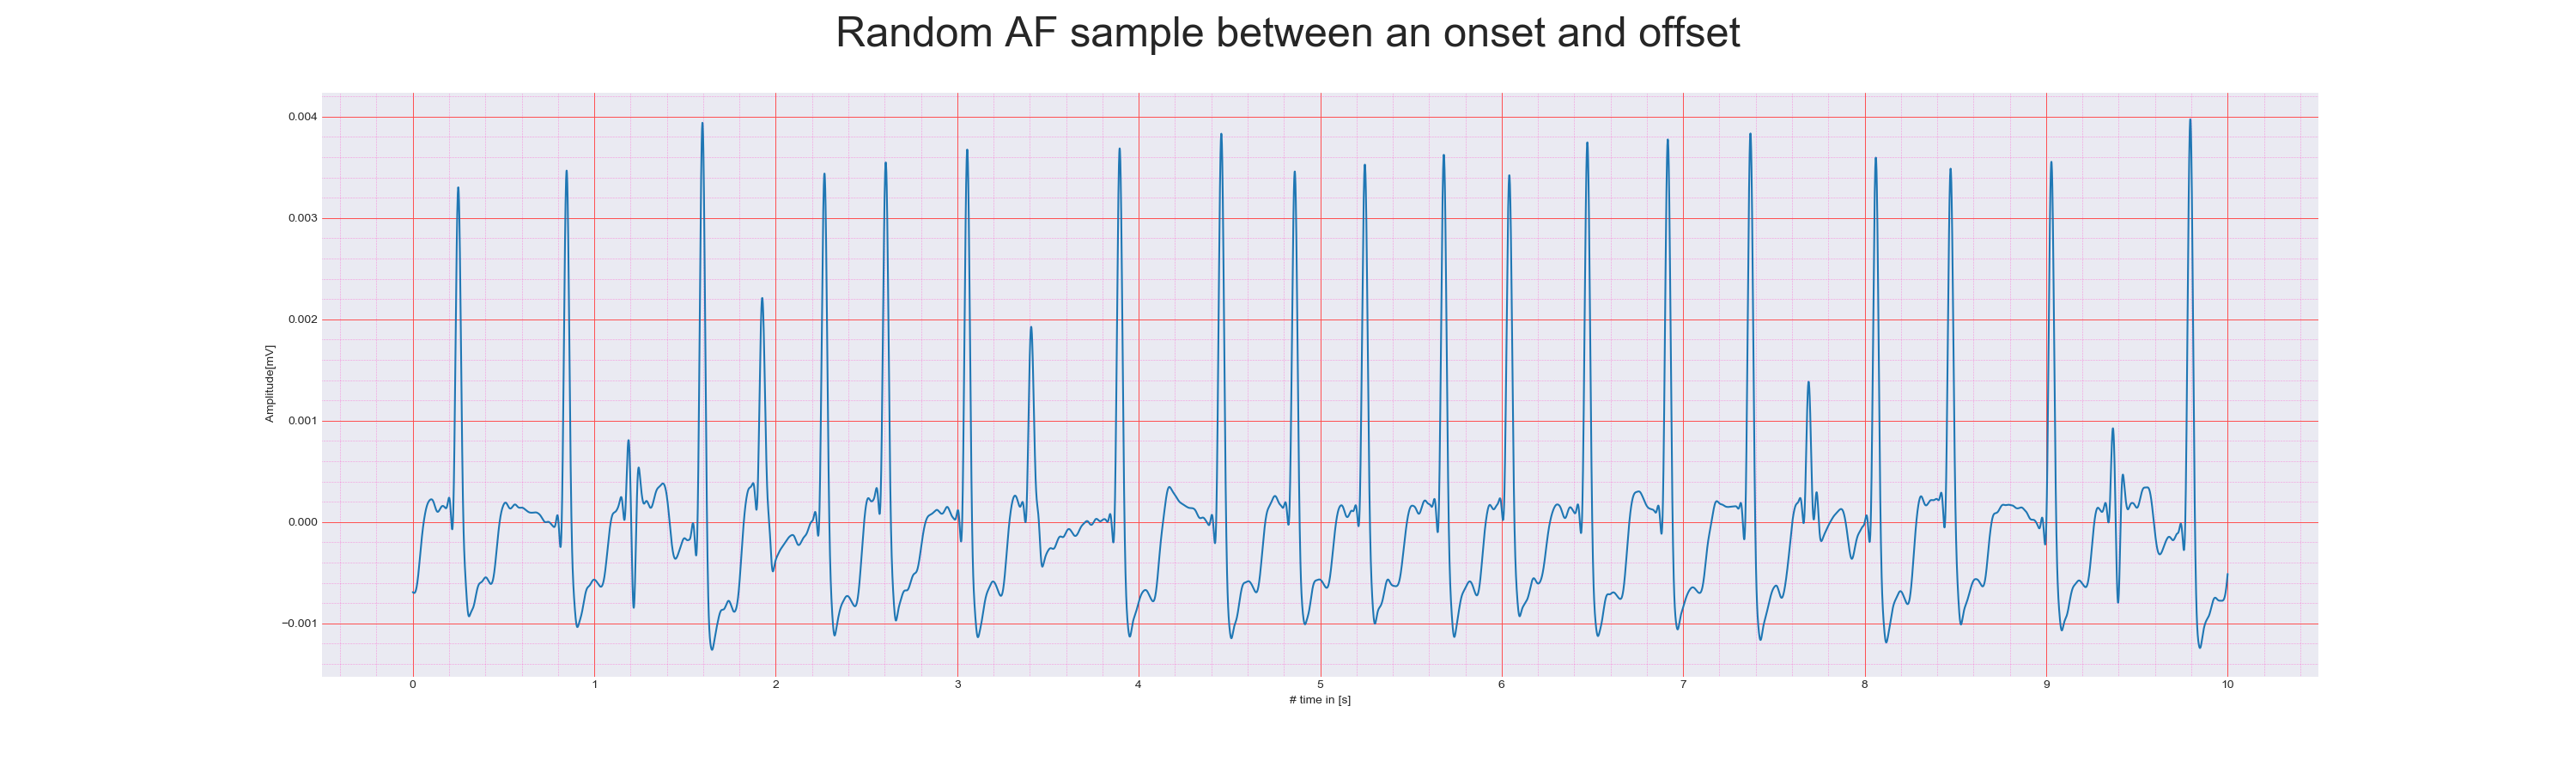 Random AF sample between an onset and offset
0.004
0.003
0.002
0.001
0.000
−0.001
Amplitude[mV]
0 1 2 3 4 5 6 7 8 9 10
# time in [s]